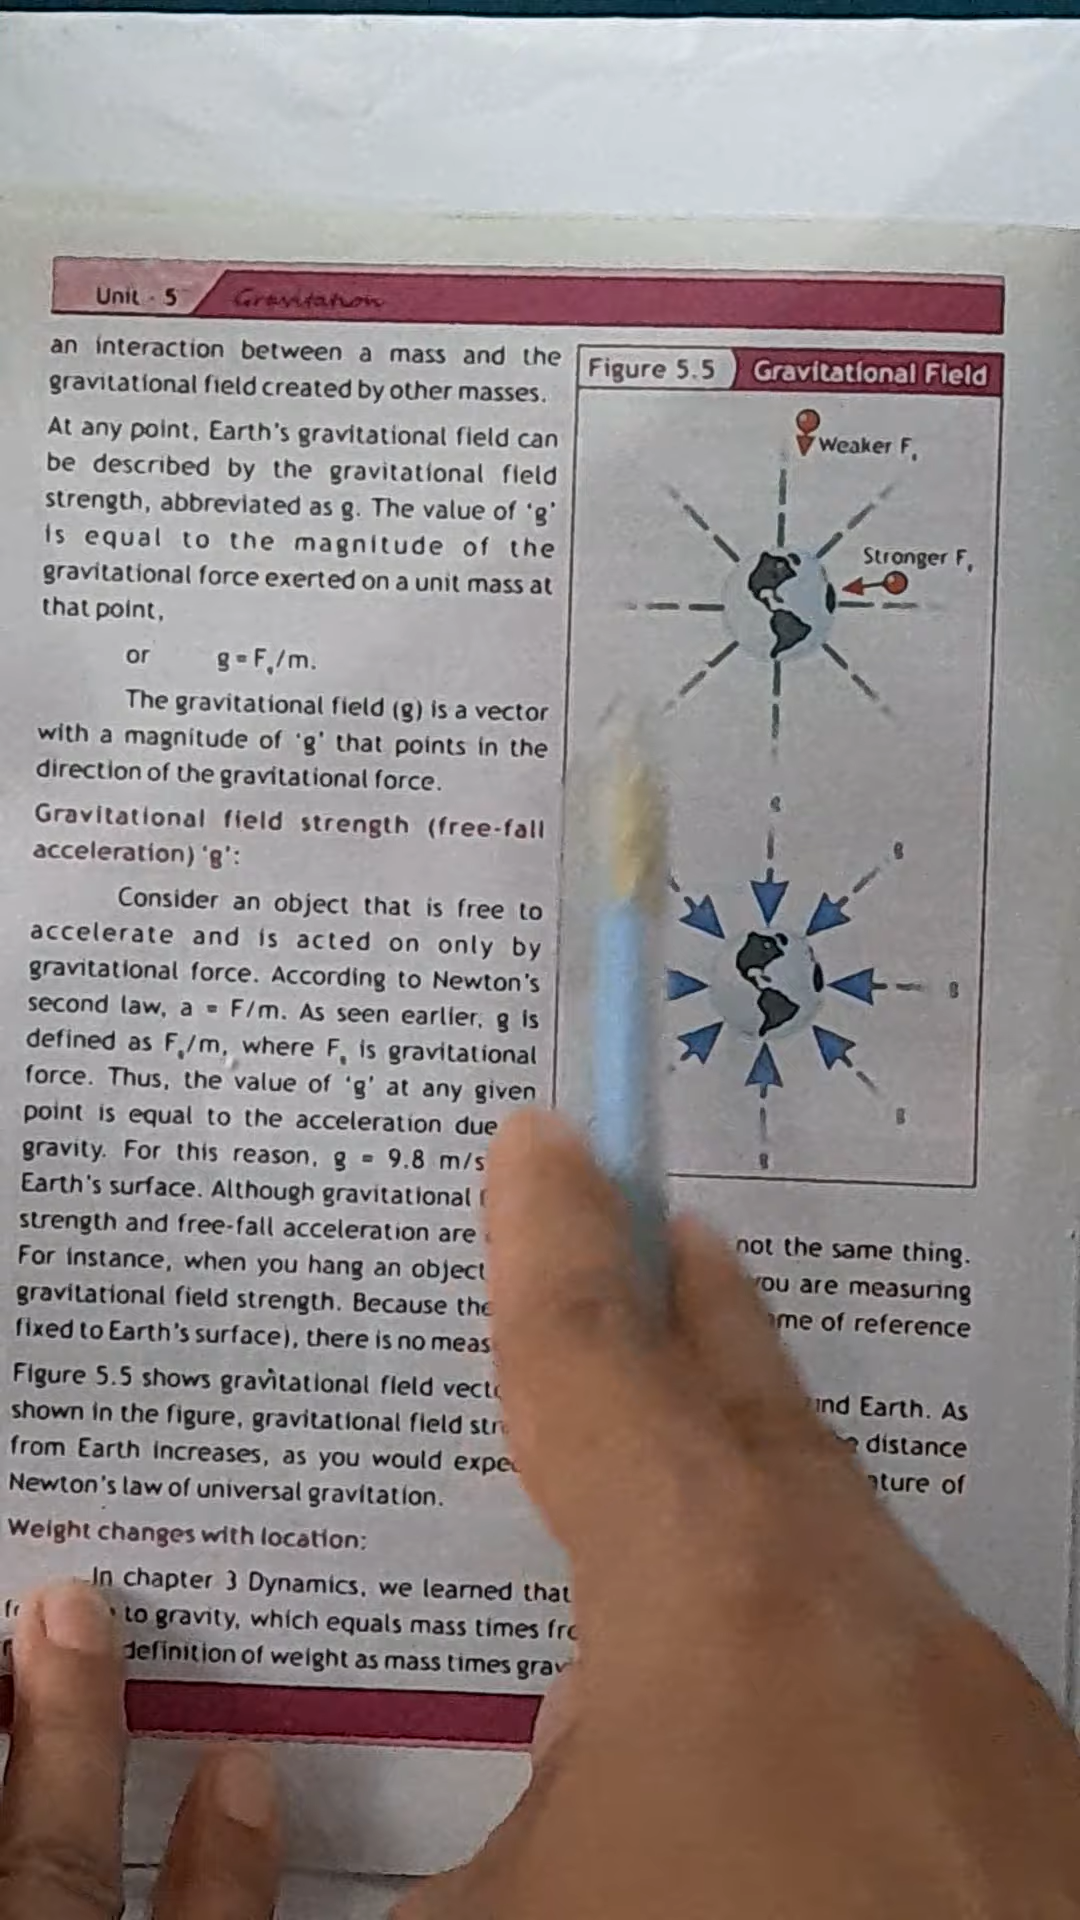 Unit - 5 Gravitation
an interaction between a mass and the
gravitational field created by other masses.
At any point, Earth's gravitational field can
be described by the gravitational field
strength, abbreviated as g. The value of 'g'
is equal to the magnitude of the
gravitational force exerted on a unit mass at
that point,
or g = F /m.
The gravitational field (g) is a vector
with a magnitude of 'g' that points in the
direction of the gravitational force.
Gravitational field strength (free-fall
acceleration) 'g':
Consider an object that is free to
accelerate and is acted on only by
gravitational force. According to Newton's
second law, a = F/m. As seen earlier, g is
defined as F /m, where F is gravitational
force. Thus, the value of 'g' at any given
point is equal to the acceleration due
gravity. For this reason, g = 9.8 m/s
Earth's surface. Although gravitational
strength and free-fall acceleration are
not the same thing.
For instance, when you hang an object
you are measuring
gravitational field strength. Because the
of reference
fixed to Earth's surface), there is no
Figure 5.5 shows gravitational field
Earth. As
shown in the figure, gravitational field
distance
from Earth increases, as you would
of
Newton's law of universal gravitation.
Weight changes with location:
In chapter 3 Dynamics, we learned that
to gravity, which equals mass times
definition of weight as mass times
Figure 5.5 Gravitational Field
Weaker F
Stronger F
g
g
g
g
g